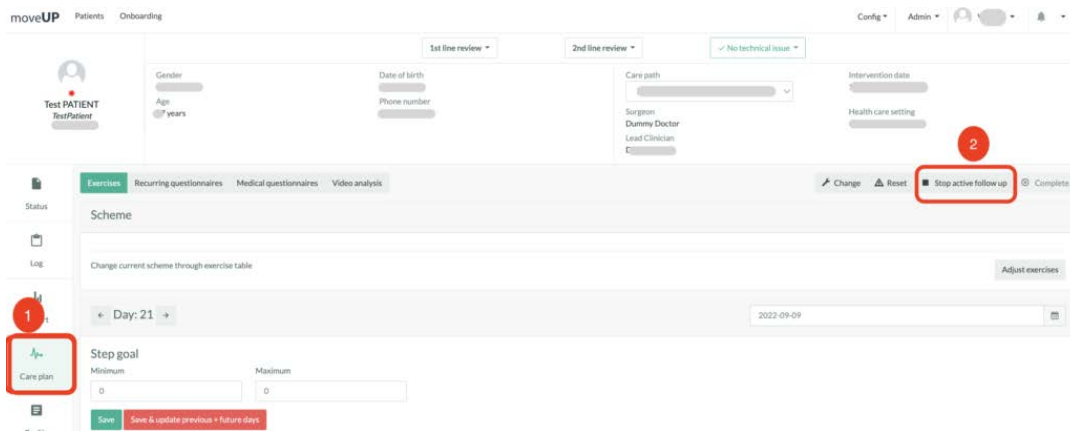 moveUP Patients Onboarding Config Admin
1st line review 2nd line review ✓ No technical issue
Test PATIENT
TestPatient
Gender
Age
years
Date of birth
Phone number
Care path
Surgeon
Dummy Doctor
Lead Clinician
Intervention date
Health care setting
2
Status
Log
1
Care plan
Exercises Recurring questionnaires Medical questionnaires Video analysis Change Reset Stop active follow up Complete
Scheme
Change current scheme through exercise table
Adjust exercises
← Day: 21 → 2022-09-09
Step goal
Minimum Maximum
0 0
Save Save & update previous + future days